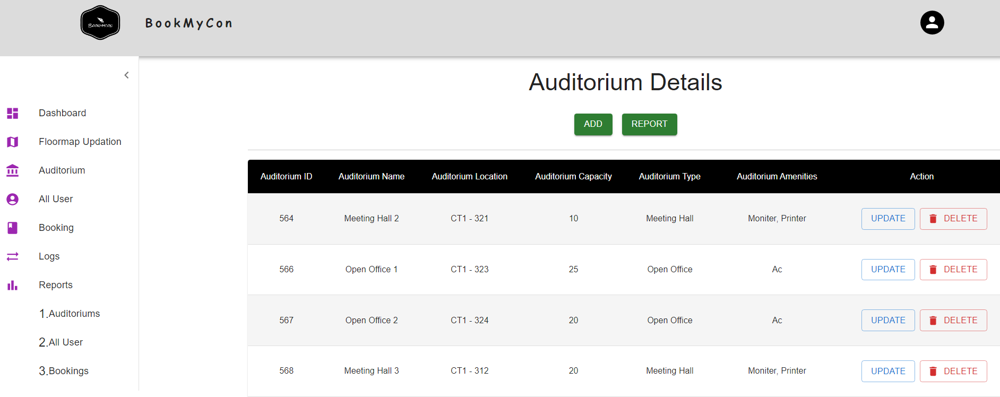 Bookmycon
BookMyCon
Auditorium Details
ADD REPORT
Dashboard
Floormap Updation
Auditorium
All User
Booking
Logs
Reports
1.Auditoriums
2.All User
3.Bookings
Auditorium ID Auditorium Name Auditorium Location Auditorium Capacity Auditorium Type Auditorium Amenities Action
564 Meeting Hall 2 CT1 - 321 10 Meeting Hall Moniter, Printer UPDATE DELETE
566 Open Office 1 CT1 - 323 25 Open Office Ac UPDATE DELETE
567 Open Office 2 CT1 - 324 20 Open Office Ac UPDATE DELETE
568 Meeting Hall 3 CT1 - 312 20 Meeting Hall Moniter, Printer UPDATE DELETE